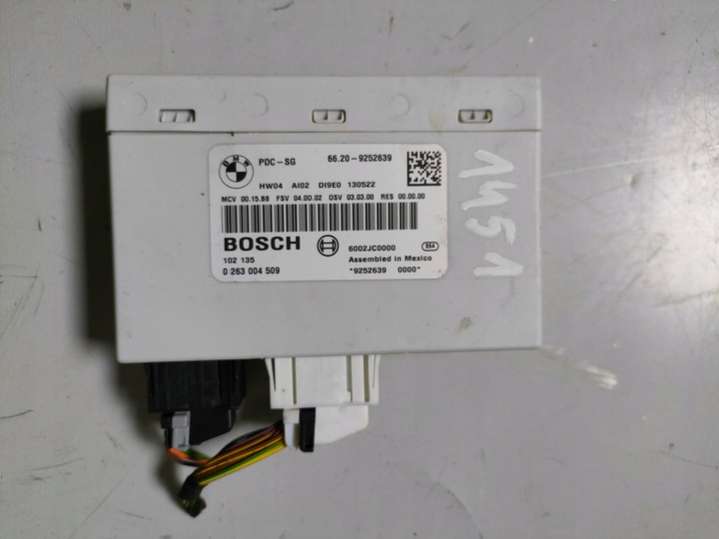 BMW
PDC-SG 66.20-9252639
HW04 AI02 DI9E0 130522
MCV 00.15.88 FSV 04.00.02 OSV 03.03.00 RES 00.00.00
BOSCH
6002JC0000
102 135
Assembled in Mexico
0 263 004 509
*9252639 0000*
1451